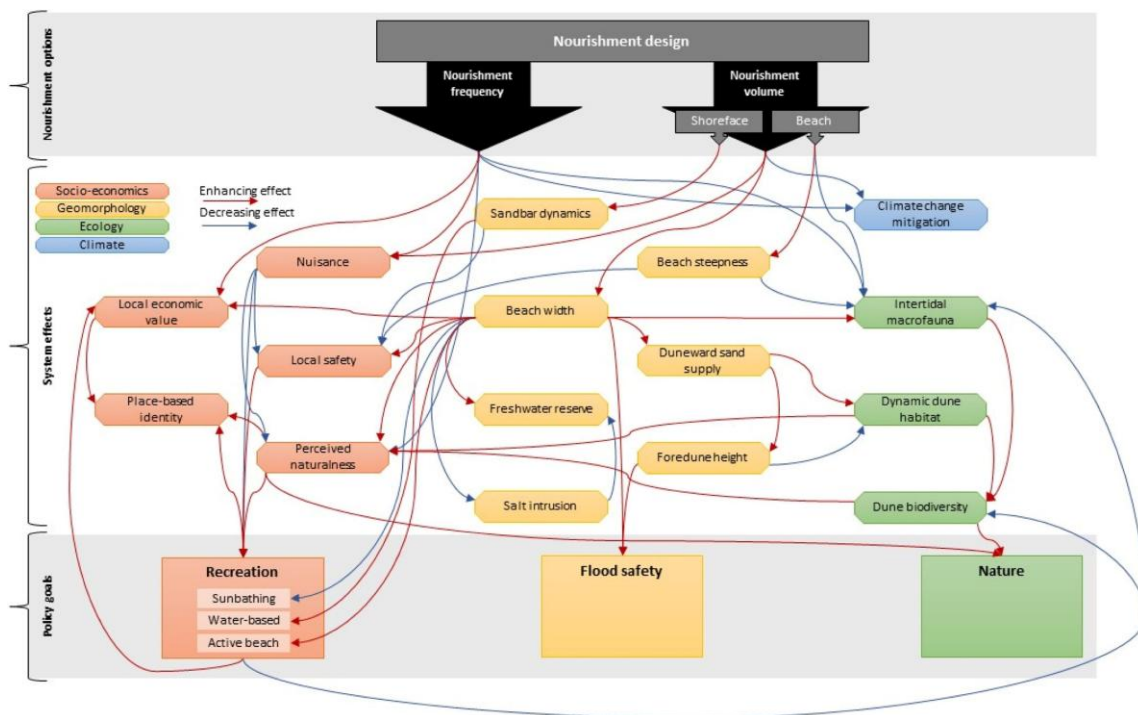 Nourishment options
Nourishment design
Nourishment
frequency
Nourishment
volume
Shoreface
Beach
System effects
Socio-economics
Geomorphology
Ecology
Climate
Enhancing effect
Decreasing effect
Sandbar dynamics
Climate change
mitigation
Nuisance
Beach steepness
Local economic
value
Beach width
Intertidal
macrofauna
Local safety
Duneward sand
supply
Place-based
identity
Freshwater reserve
Dynamic dune
habitat
Perceived
naturalness
Foredune height
Salt intrusion
Dune biodiversity
Policy goals
Recreation
Sunbathing
Water-based
Active beach
Flood safety
Nature